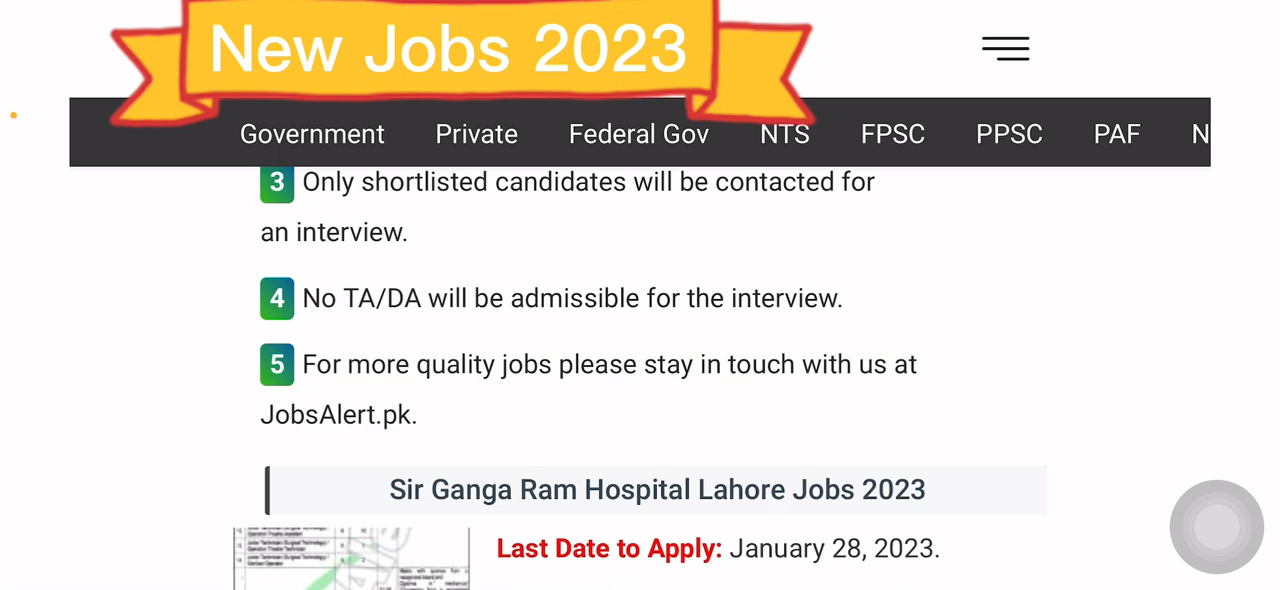 New Jobs 2023
Government Private Federal Gov NTS FPSC PPSC PAF N
3 Only shortlisted candidates will be contacted for
an interview.
4 No TA/DA will be admissible for the interview.
5 For more quality jobs please stay in touch with us at
JobsAlert.pk.
Sir Ganga Ram Hospital Lahore Jobs 2023
Last Date to Apply: January 28, 2023.